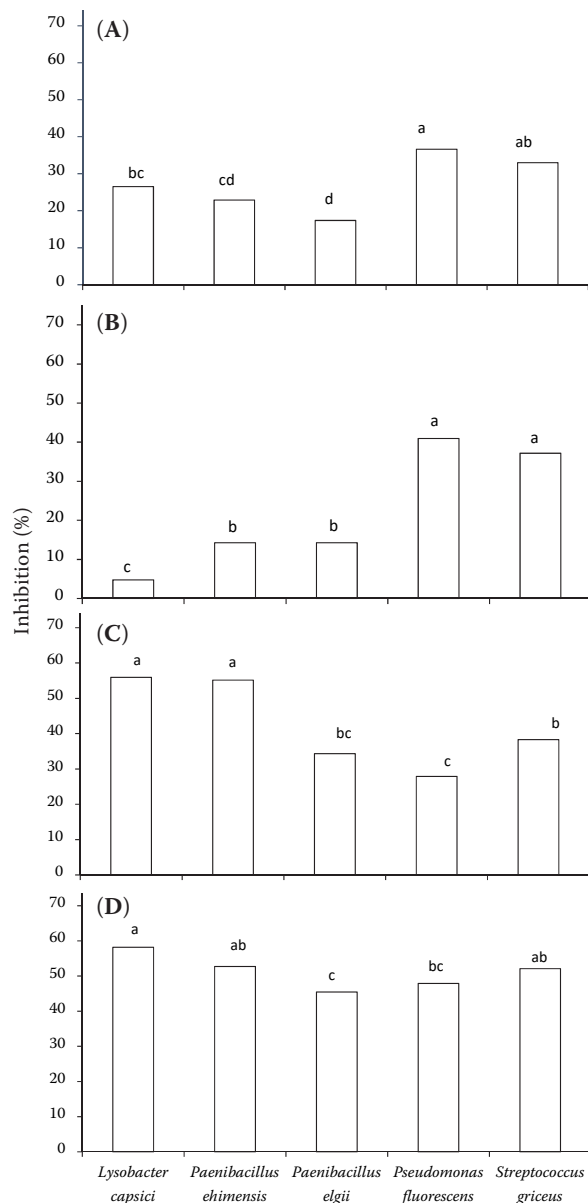 (A)
70
60
50
40
30
20
10
0
bc
cd
d
a
ab
(B)
70
60
50
40
30
20
10
0
c
b
b
a
a
Inhibition (%)
(C)
70
60
50
40
30
20
10
0
a
a
bc
c
b
(D)
70
60
50
40
30
20
10
0
a
ab
c
bc
ab
Lysobacter
capsici
Paenibacillus
ehimensis
Paenibacillus
elgii
Pseudomonas
fluorescens
Streptococcus
griceus